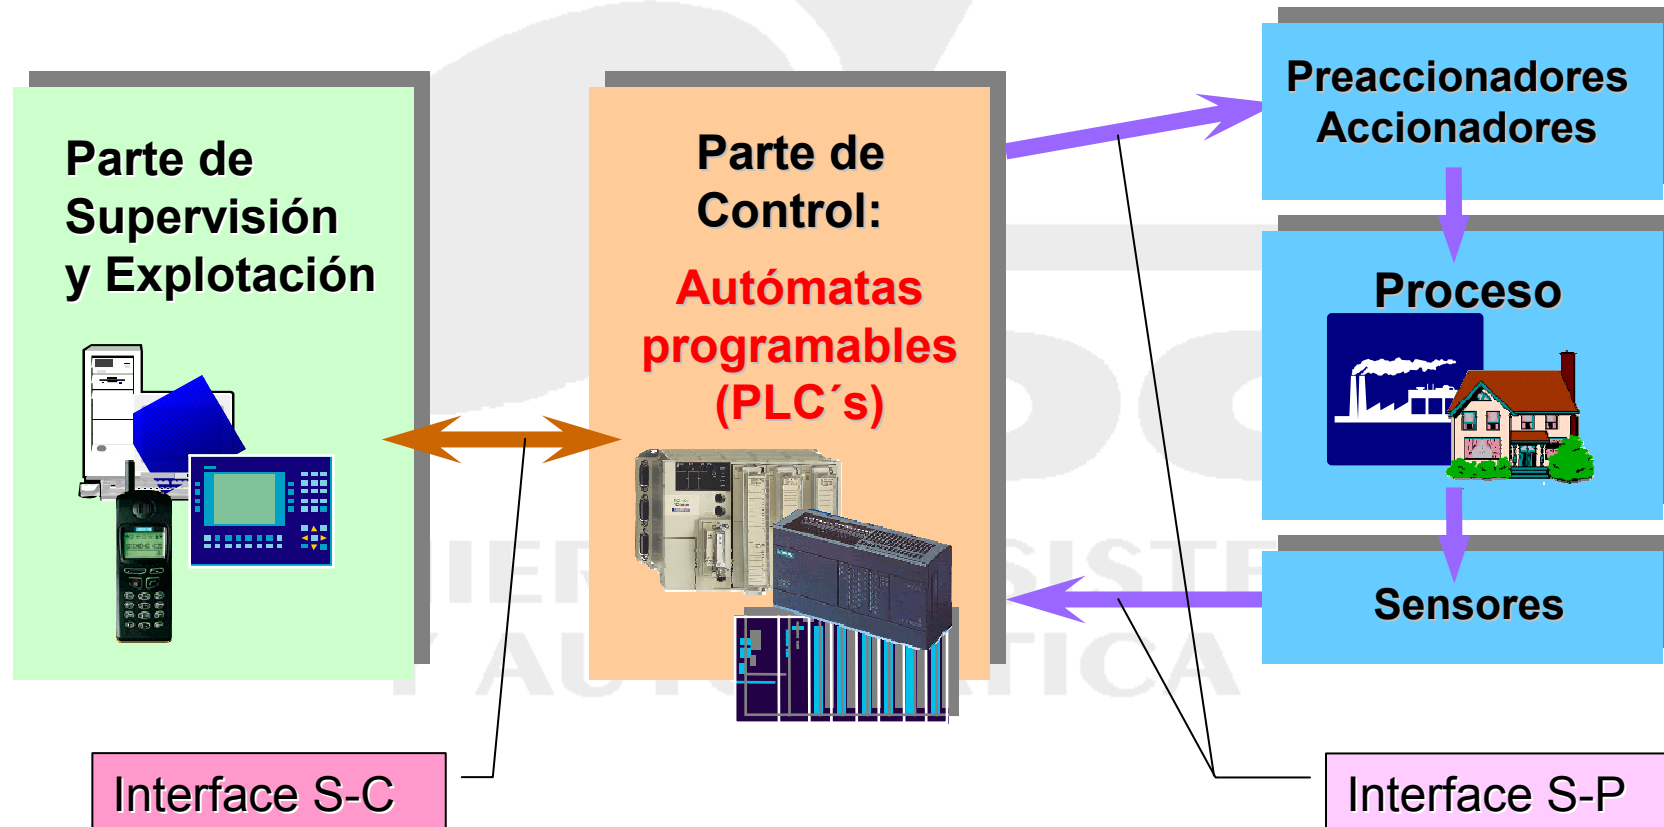 Parte de
Supervisión
y Explotación
Parte de
Control:
Autómatas
programables
(PLC´s)
Preaccionadores
Accionadores
Proceso
Sensores
Interface S-C
Interface S-P